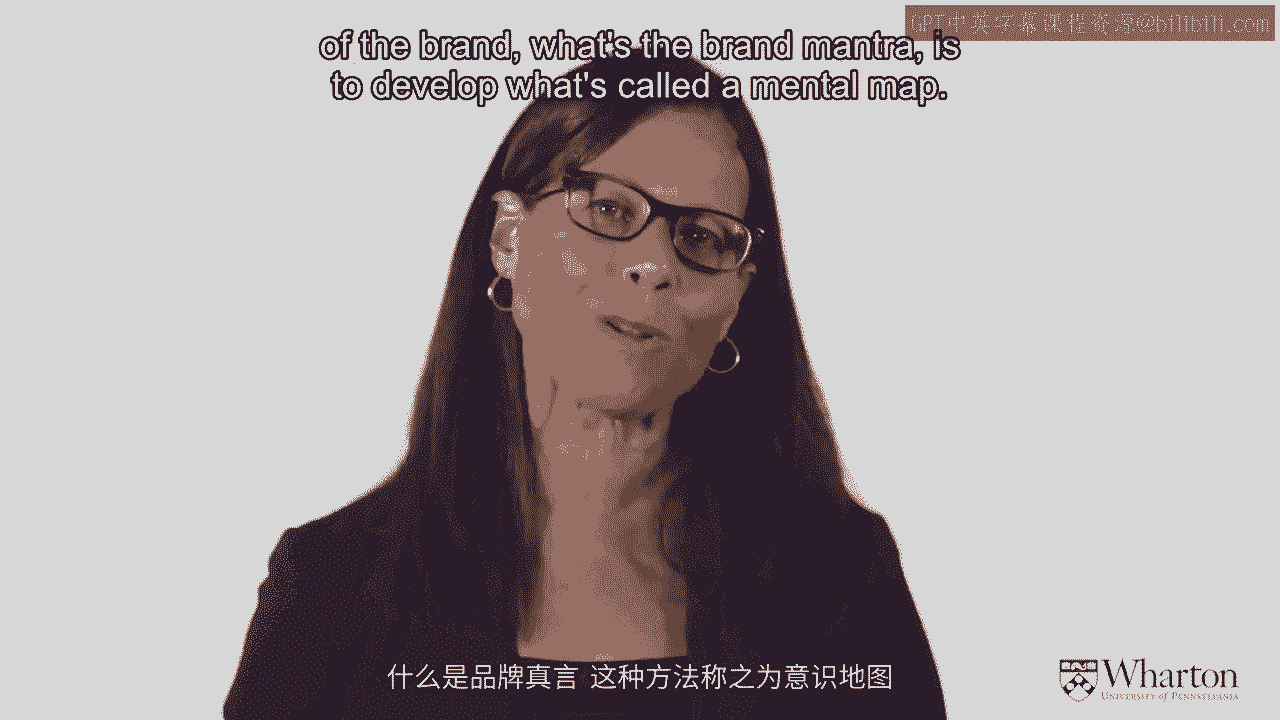 GPT中英字幕课程资源@bilibili.com
of the brand, what's the brand mantra, is
to develop what's called a mental map.
什么是品牌真言 这种方法称之为意识地图
Wharton
UNIVERSITY of PENNSYLVANIA